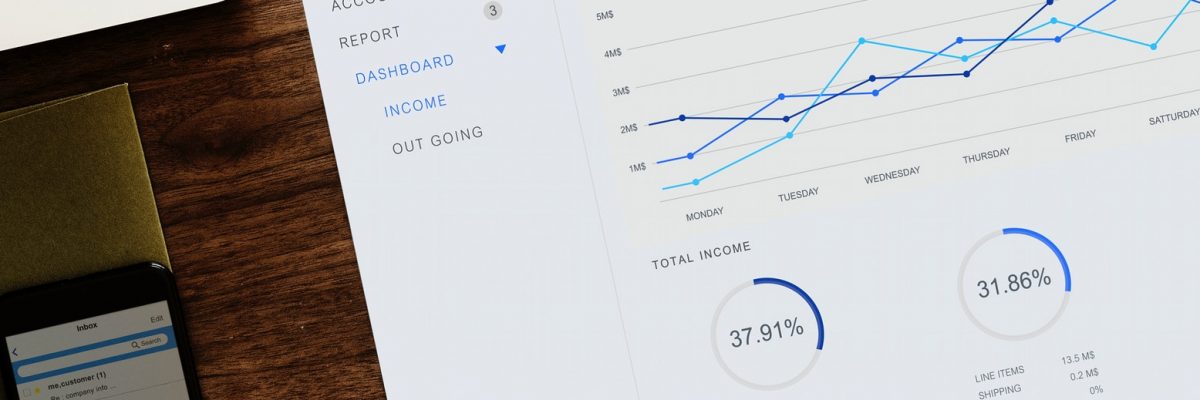 3
REPORT
DASHBOARD
INCOME
OUT GOING
5M$
4M$
3M$
2M$
1M$
MONDAY
TUESDAY
WEDNESDAY
THURSDAY
FRIDAY
SATTURDAY
TOTAL INCOME
37.91%
31.86%
LINE ITEMS 13.5 M$
SHIPPING 0.2 M$
0%
Inbox
Edit
Search
me,customer (1)
Re : company info ...